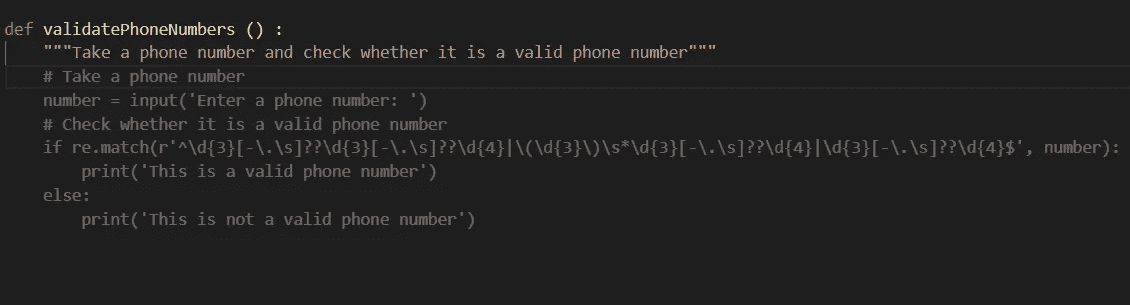 def validatePhoneNumbers () :
    """Take a phone number and check whether it is a valid phone number"""
    # Take a phone number
    number = input('Enter a phone number: ')
    # Check whether it is a valid phone number
    if re.match(r'^\d{3}[-\.\s]??\d{3}[-\.\s]??\d{4}|\(\d{3}\)\s*\d{3}[-\.\s]??\d{4}|\d{3}[-\.\s]??\d{4}$', number):
        print('This is a valid phone number')
    else:
        print('This is not a valid phone number')